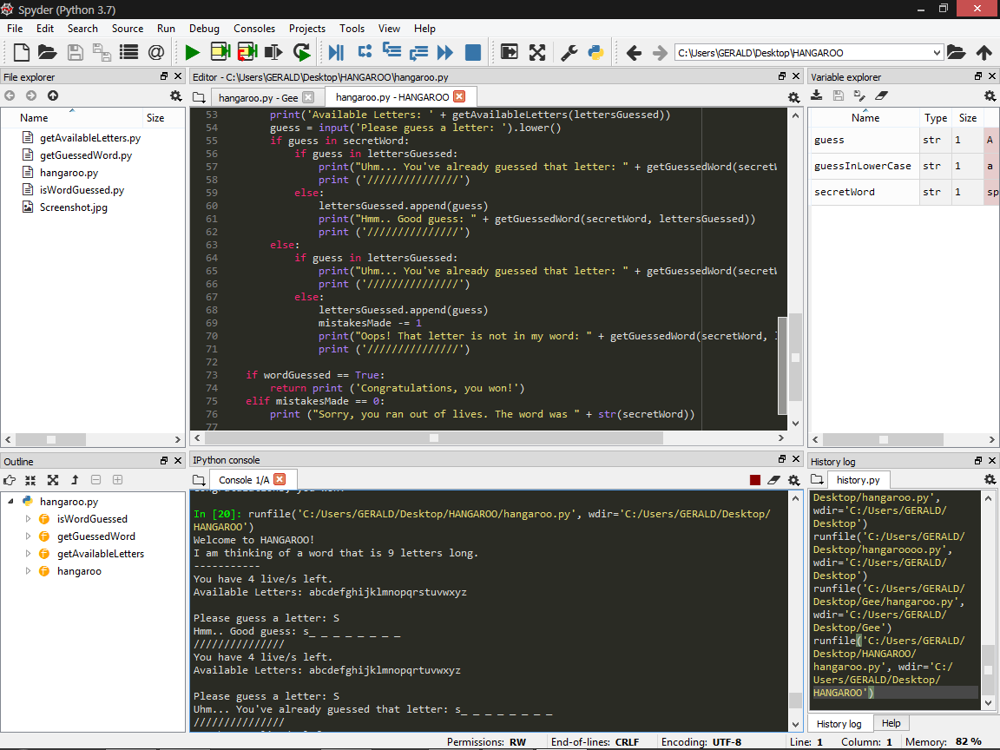 Spyder (Python 3.7)
File Edit Search Source Run Debug Consoles Projects Tools View Help
C:\Users\GERALD\Desktop\HANGAROO
File explorer
Name Size
getAvailableLetters.py
getGuessedWord.py
hangaroo.py
isWordGuessed.py
Screenshot.jpg
Editor - C:\Users\GERALD\Desktop\HANGAROO\hangaroo.py
hangaroo.py - Gee hangaroo.py - HANGAROO
53 print('Available Letters: ' + getAvailableLetters(lettersGuessed))
54 guess = input('Please guess a letter: ').lower()
55 if guess in secretWord:
56 if guess in lettersGuessed:
57 print("Uhm... You've already guessed that letter: " + getGuessedWord(secretW
58 print ('///////////////')
59 else:
60 lettersGuessed.append(guess)
61 print("Hmm.. Good guess: " + getGuessedWord(secretWord, lettersGuessed))
62 print ('///////////////')
63 else:
64 if guess in lettersGuessed:
65 print("Uhm... You've already guessed that letter: " + getGuessedWord(secretW
66 print ('///////////////')
67 else:
68 lettersGuessed.append(guess)
69 mistakesMade -= 1
70 print("Oops! That letter is not in my word: " + getGuessedWord(secretWord,
71 print ('///////////////')
72
73 if wordGuessed == True:
74 return print ('Congratulations, you won!')
75 elif mistakesMade == 0:
76 print ("Sorry, you ran out of lives. The word was " + str(secretWord))
77
Variable explorer
Name Type Size
guess str 1 A
guessInLowerCase str 1 a
secretWord str 1 sp
Outline
hangaroo.py
isWordGuessed
getGuessedWord
getAvailableLetters
hangaroo
IPython console
Console 1/A
In [20]: runfile('C:/Users/GERALD/Desktop/HANGAROO/hangaroo.py', wdir='C:/Users/GERALD/Desktop/
HANGAROO')
Welcome to HANGAROO!
I am thinking of a word that is 9 letters long.
-----------
You have 4 live/s left.
Available Letters: abcdefghijklmnopqrstuvwxyz
Please guess a letter: S
Hmm.. Good guess: s_ _ _ _ _ _ _ _
///////////////
You have 4 live/s left.
Available Letters: abcdefghijklmnopqrtuvwxyz
Please guess a letter: S
Uhm... You've already guessed that letter: s_ _ _ _ _ _ _ _
///////////////
History log
history.py
Desktop/hangaroo.py',
wdir='C:/Users/GERALD/
Desktop')
runfile('C:/Users/GERALD/
Desktop/hangaroooo.py',
wdir='C:/Users/GERALD/
Desktop')
runfile('C:/Users/GERALD/
Desktop/Gee/hangaroo.py',
wdir='C:/Users/GERALD/
Desktop/Gee')
runfile('C:/Users/GERALD/
Desktop/HANGAROO/
hangaroo.py', wdir='C:/
Users/GERALD/Desktop/
HANGAROO')
History log Help
Permissions: RW End-of-lines: CRLF Encoding: UTF-8 Line: 1 Column: 1 Memory: 82 %